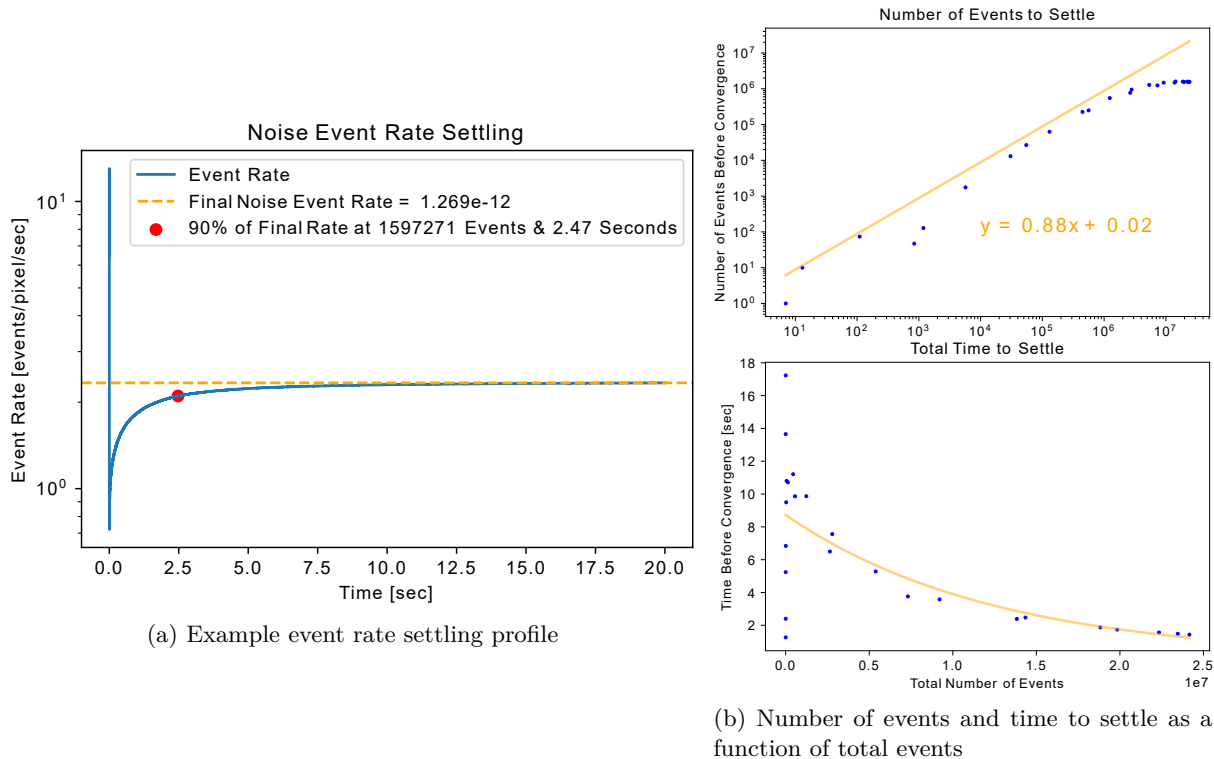 Noise Event Rate Settling
Event Rate
Final Noise Event Rate = 1.269e-12
90% of Final Rate at 1597271 Events & 2.47 Seconds
Event Rate [events/pixel/sec]
10¹
10⁰
0.0 2.5 5.0 7.5 10.0 12.5 15.0 17.5 20.0
Time [sec]
(a) Example event rate settling profile
Number of Events to Settle
Number of Events Before Convergence
10⁷
10⁶
10⁵
10⁴
10³
10²
10¹
10⁰
y = 0.88x + 0.02
10¹ 10² 10³ 10⁴ 10⁵ 10⁶ 10⁷
Total Time to Settle
Time Before Convergence [sec]
18
16
14
12
10
8
6
4
2
0.0 0.5 1.0 1.5 2.0 2.5
Total Number of Events
1e7
(b) Number of events and time to settle as a
function of total events